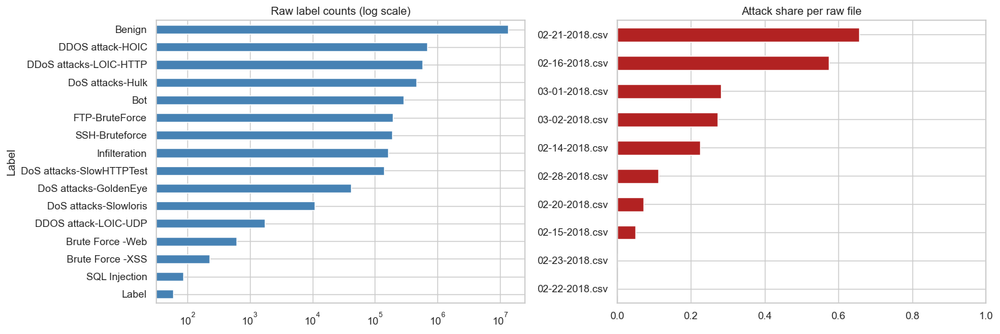 Raw label counts (log scale)
Label
Benign
DDOS attack-HOIC
DDoS attacks-LOIC-HTTP
DoS attacks-Hulk
Bot
FTP-BruteForce
SSH-Bruteforce
Infilteration
DoS attacks-SlowHTTPTest
DoS attacks-GoldenEye
DoS attacks-Slowloris
DDOS attack-LOIC-UDP
Brute Force -Web
Brute Force -XSS
SQL Injection
Label
10² 10³ 10⁴ 10⁵ 10⁶ 10⁷
Attack share per raw file
02-21-2018.csv
02-16-2018.csv
03-01-2018.csv
03-02-2018.csv
02-14-2018.csv
02-28-2018.csv
02-20-2018.csv
02-15-2018.csv
02-23-2018.csv
02-22-2018.csv
0.0 0.2 0.4 0.6 0.8 1.0